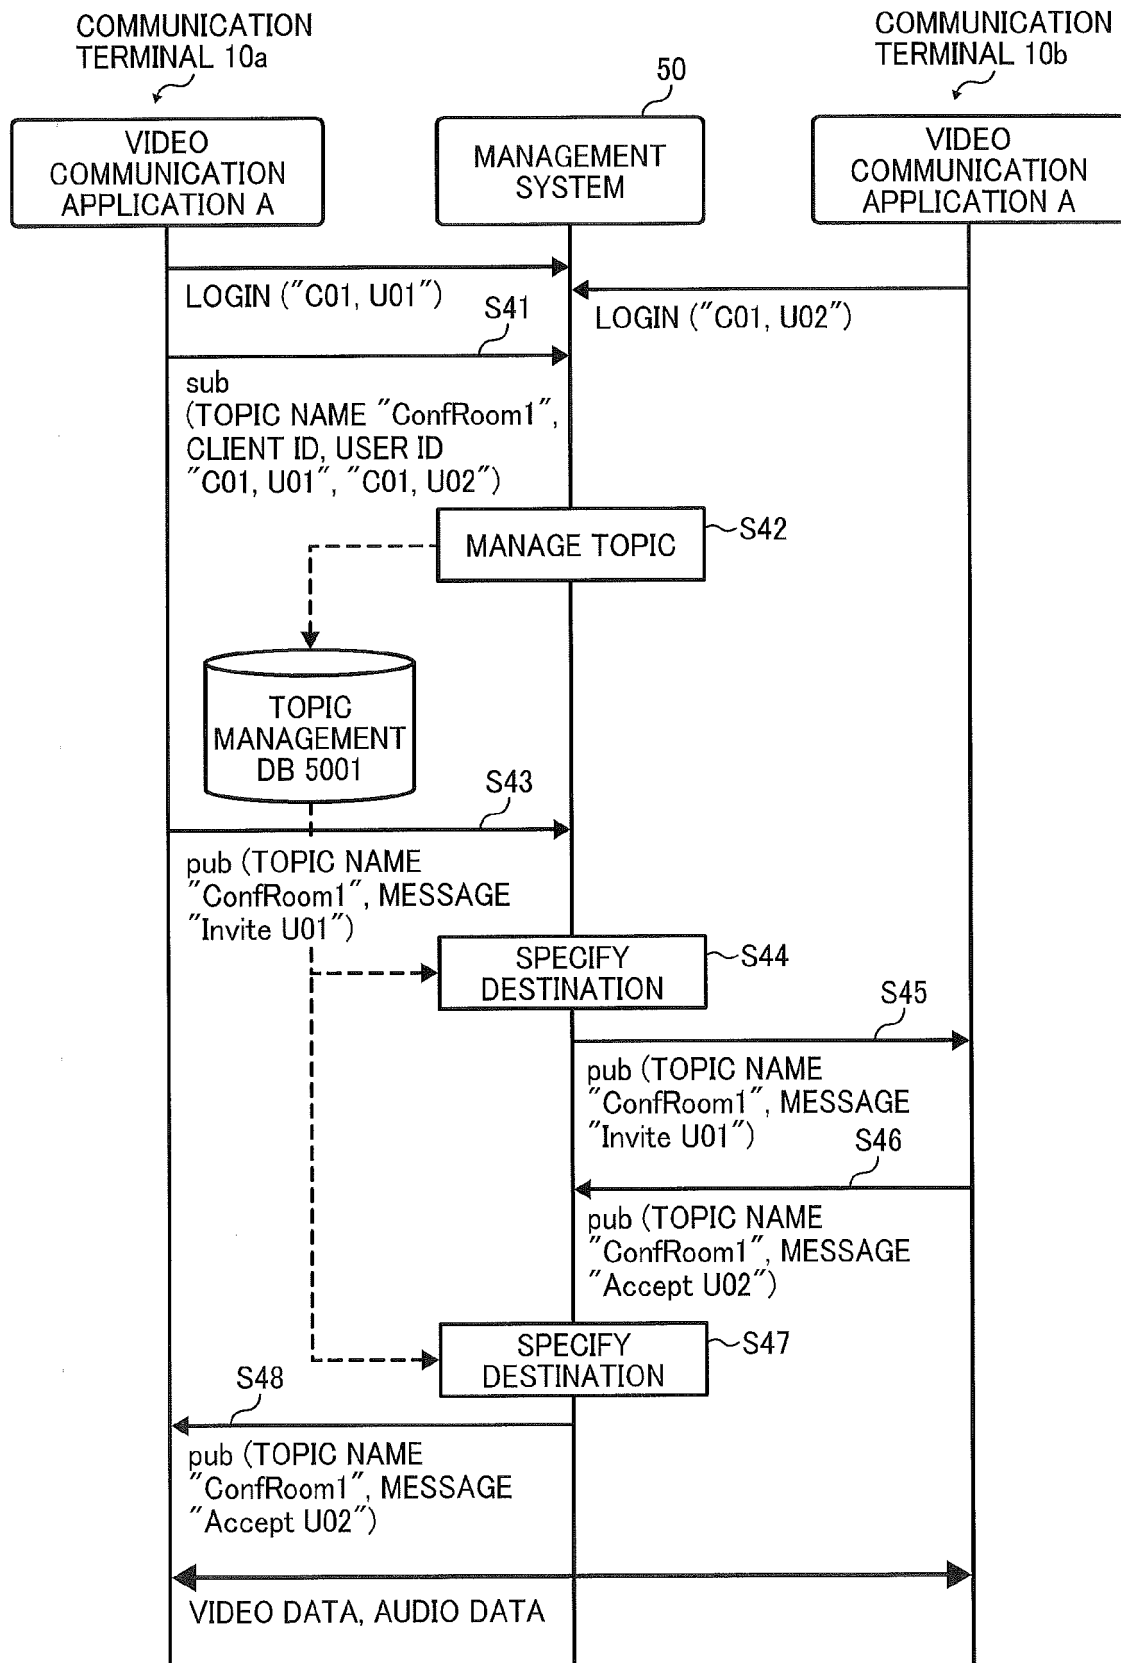 COMMUNICATION
TERMINAL 10a
COMMUNICATION
TERMINAL 10b
50
VIDEO
COMMUNICATION
APPLICATION A
MANAGEMENT
SYSTEM
VIDEO
COMMUNICATION
APPLICATION A
LOGIN ("C01, U01")
LOGIN ("C01, U02")
S41
sub
(TOPIC NAME "ConfRoom1",
CLIENT ID, USER ID
"C01, U01", "C01, U02")
MANAGE TOPIC
S42
TOPIC
MANAGEMENT
DB 5001
S43
pub (TOPIC NAME
"ConfRoom1", MESSAGE
"Invite U01")
SPECIFY
DESTINATION
S44
S45
pub (TOPIC NAME
"ConfRoom1", MESSAGE
"Invite U01")
S46
pub (TOPIC NAME
"ConfRoom1", MESSAGE
"Accept U02")
SPECIFY
DESTINATION
S47
S48
pub (TOPIC NAME
"ConfRoom1", MESSAGE
"Accept U02")
VIDEO DATA, AUDIO DATA